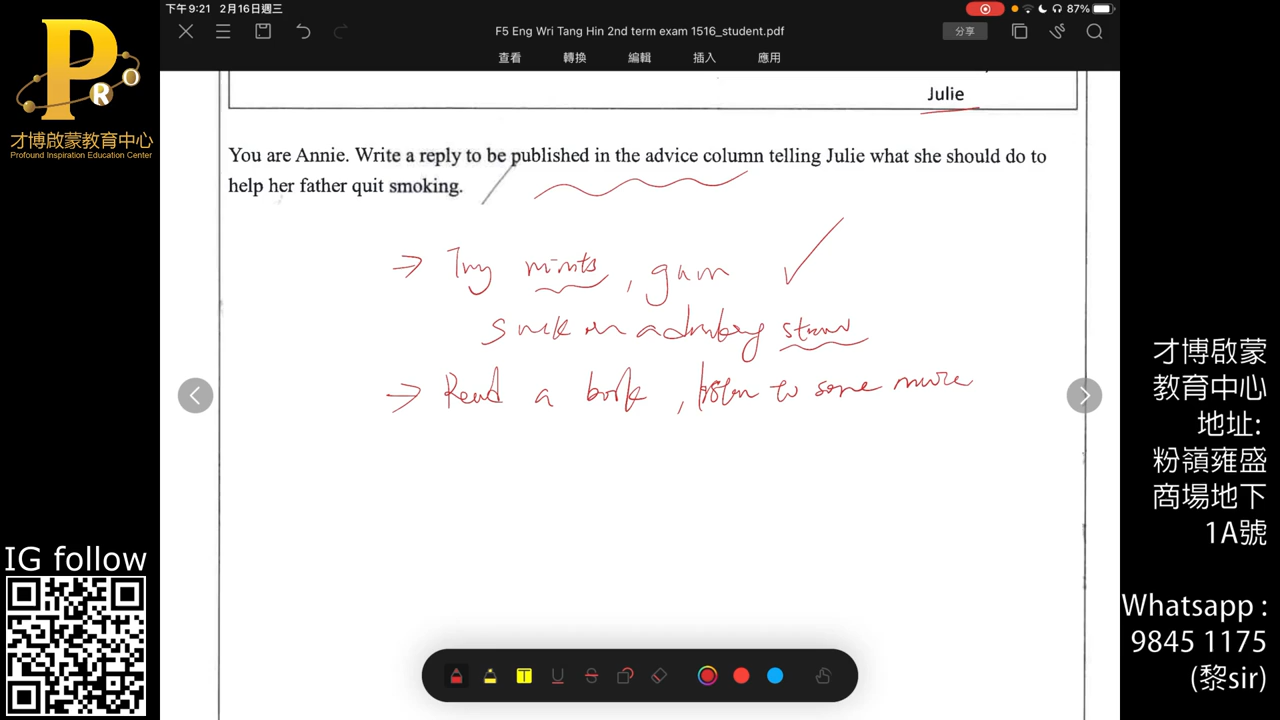 下午9:21 2月16日週三
87%
F5 Eng Wri Tang Hin 2nd term exam 1516_student.pdf
分享
查看 轉換 編輯 插入 應用
PRO
才博啟蒙教育中心
Profound Inspiration Education Center
Julie
You are Annie. Write a reply to be published in the advice column telling Julie what she should do to
help her father quit smoking.
→ Try mints, gum ✓
suck on a drinking straw
→ Read a book, listen to some music
T U S
才博啟蒙
教育中心
地址:
粉嶺雍盛
商場地下
1A號
IG follow
Whatsapp :
9845 1175
(黎sir)